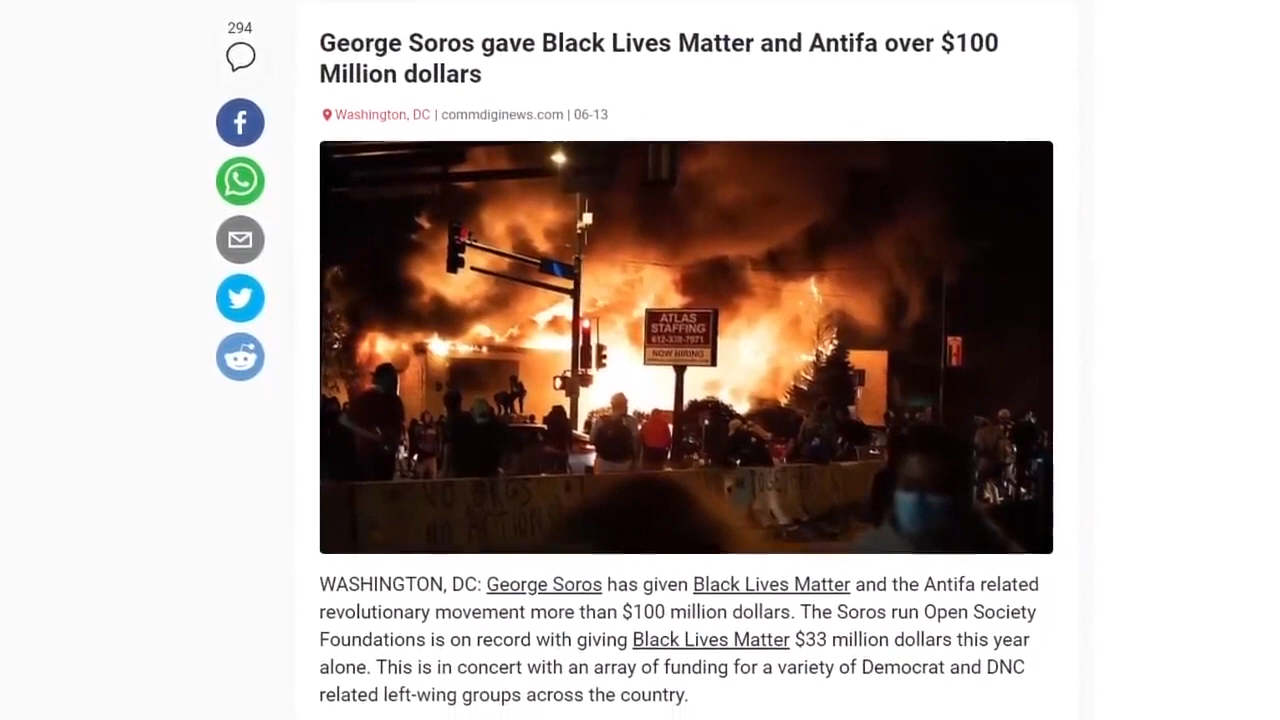 294
George Soros gave Black Lives Matter and Antifa over $100
Million dollars
Washington, DC | commdiginews.com | 06-13
ATLAS
STAFFING
612-338-7971
NOW HIRING
WASHINGTON, DC: George Soros has given Black Lives Matter and the Antifa related
revolutionary movement more than $100 million dollars. The Soros run Open Society
Foundations is on record with giving Black Lives Matter $33 million dollars this year
alone. This is in concert with an array of funding for a variety of Democrat and DNC
related left-wing groups across the country.